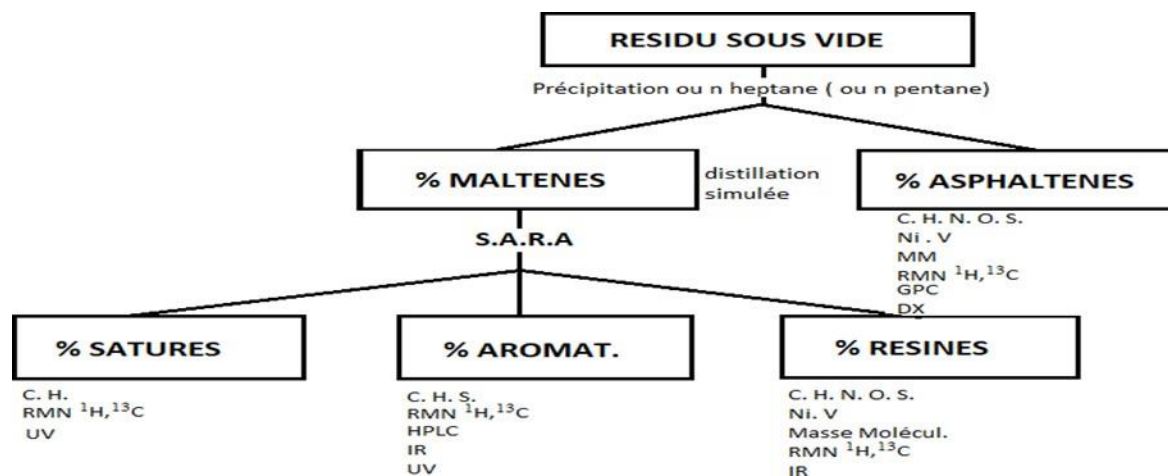 RESIDU SOUS VIDE
Précipitation ou n heptane ( ou n pentane)
% MALTENES
distillation
simulée
% ASPHALTENES
C. H. N. O. S.
Ni . V
MM
RMN ¹H,¹³C
GPC
DX
S.A.R.A
% SATURES
C. H.
RMN ¹H,¹³C
UV
% AROMAT.
C. H. S.
RMN ¹H,¹³C
HPLC
IR
UV
% RESINES
C. H. N. O. S.
Ni. V
Masse Molécul.
RMN ¹H,¹³C
IR